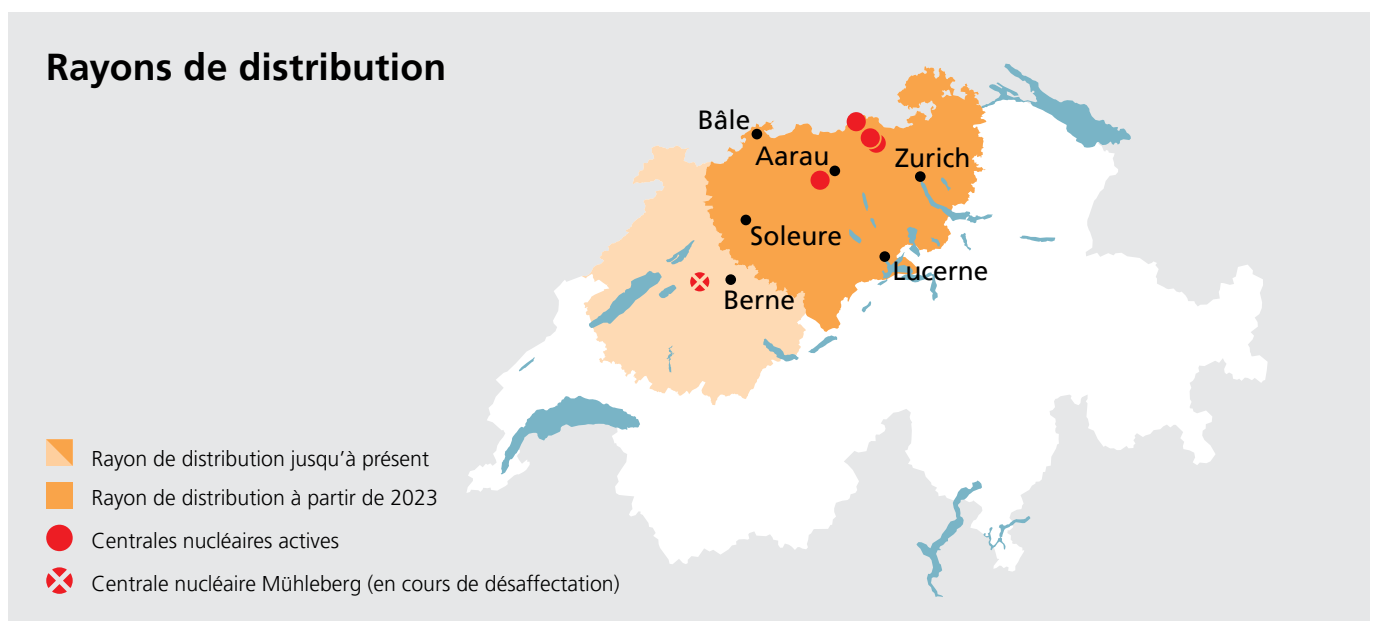 Rayons de distribution
Bâle
Aarau
Zurich
Soleure
Lucerne
Berne
Rayon de distribution jusqu'à présent
Rayon de distribution à partir de 2023
Centrales nucléaires actives
Centrale nucléaire Mühleberg (en cours de désaffectation)